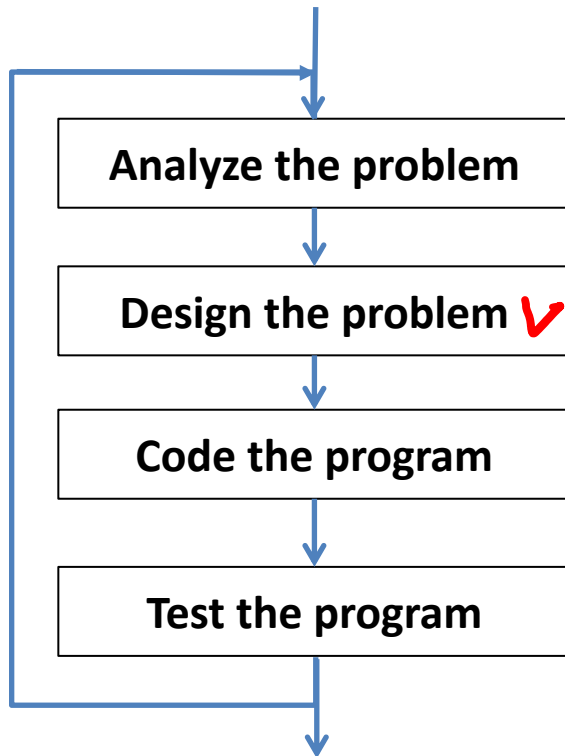 Analyze the problem
Design the problem
Code the program
Test the program